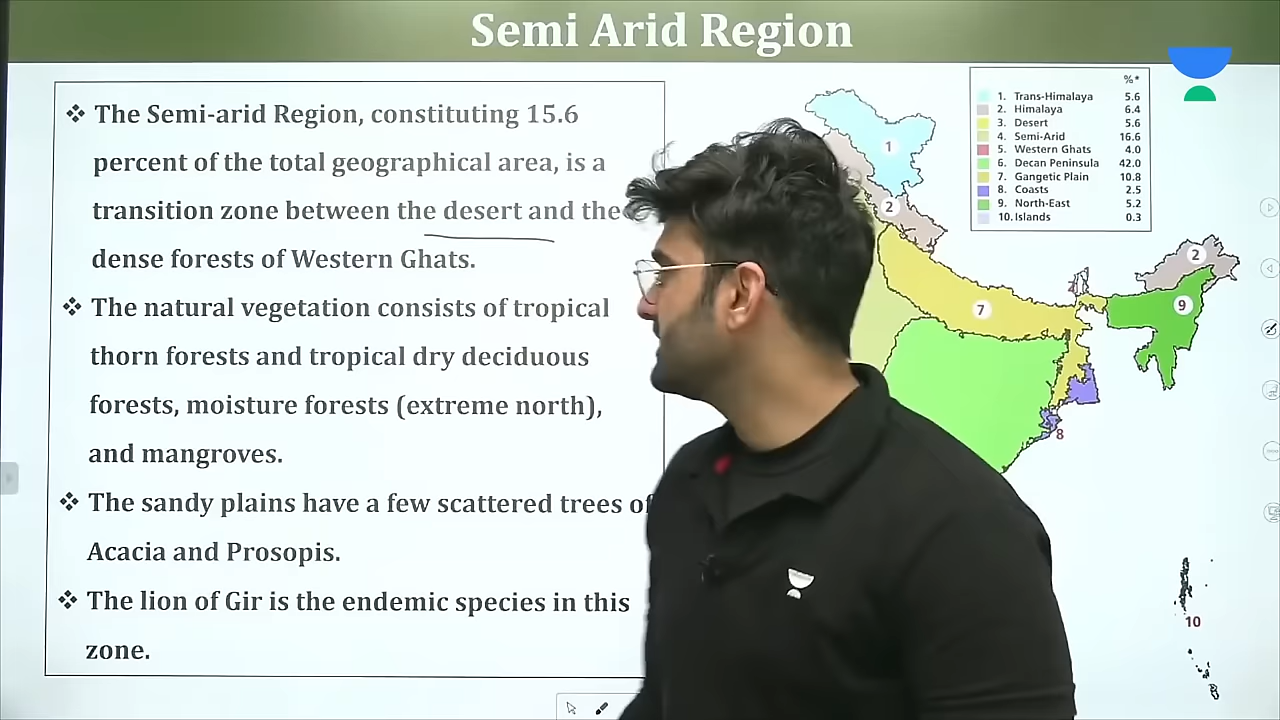 Semi Arid Region
❖ The Semi-arid Region, constituting 15.6
percent of the total geographical area, is a
transition zone between the desert and the
dense forests of Western Ghats.
❖ The natural vegetation consists of tropical
thorn forests and tropical dry deciduous
forests, moisture forests (extreme north),
and mangroves.
❖ The sandy plains have a few scattered trees of
Acacia and Prosopis.
❖ The lion of Gir is the endemic species in this
zone.
%*
1. Trans-Himalaya 5.6
2. Himalaya 6.4
3. Desert 5.6
4. Semi-Arid 16.6
5. Western Ghats 4.0
6. Decan Peninsula 42.0
7. Gangetic Plain 10.8
8. Coasts 2.5
9. North-East 5.2
10. Islands 0.3
1
2
2
7
9
8
10